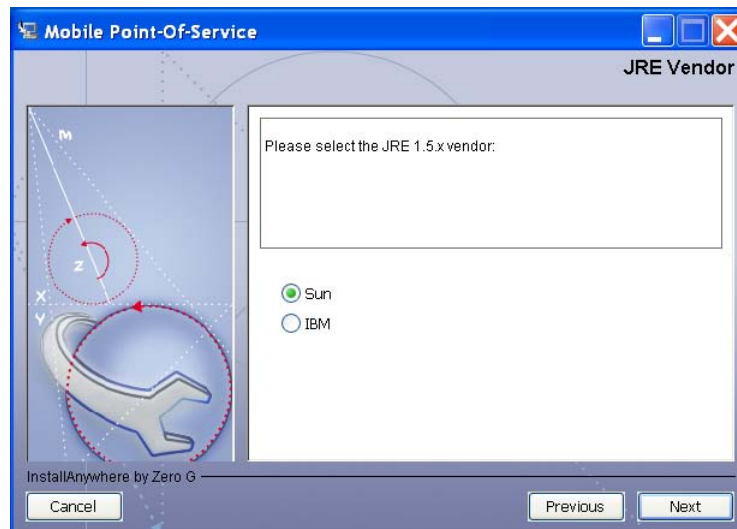 Mobile Point-Of-Service
JRE Vendor
M
Z
X
Y
Please select the JRE 1.5.x vendor:
Sun
IBM
InstallAnywhere by Zero G
Cancel
Previous
Next